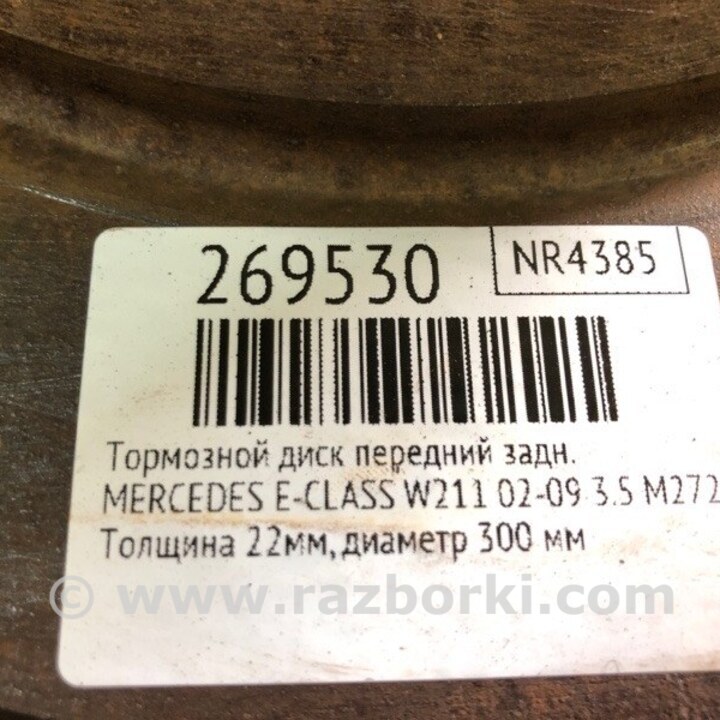 269530
NR4385
Тормозной диск передний задн.
MERCEDES E-CLASS W211 02-09 3.5 M272
Толщина 22мм, диаметр 300 мм
© www.razborki.com